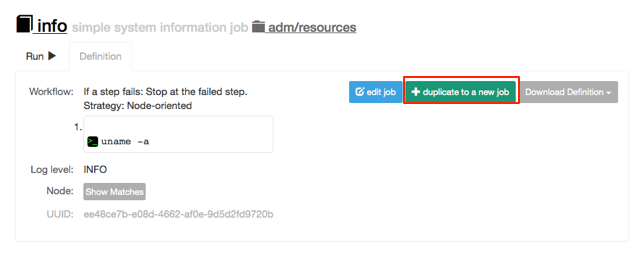 info simple system information job adm/resources
Run
Definition
Workflow: If a step fails: Stop at the failed step.
Strategy: Node-oriented
edit job
duplicate to a new job
Download Definition
1.
uname -a
Log level: INFO
Node: Show Matches
UUID: ee48ce7b-e08d-4662-af0e-9d5d2fd9720b